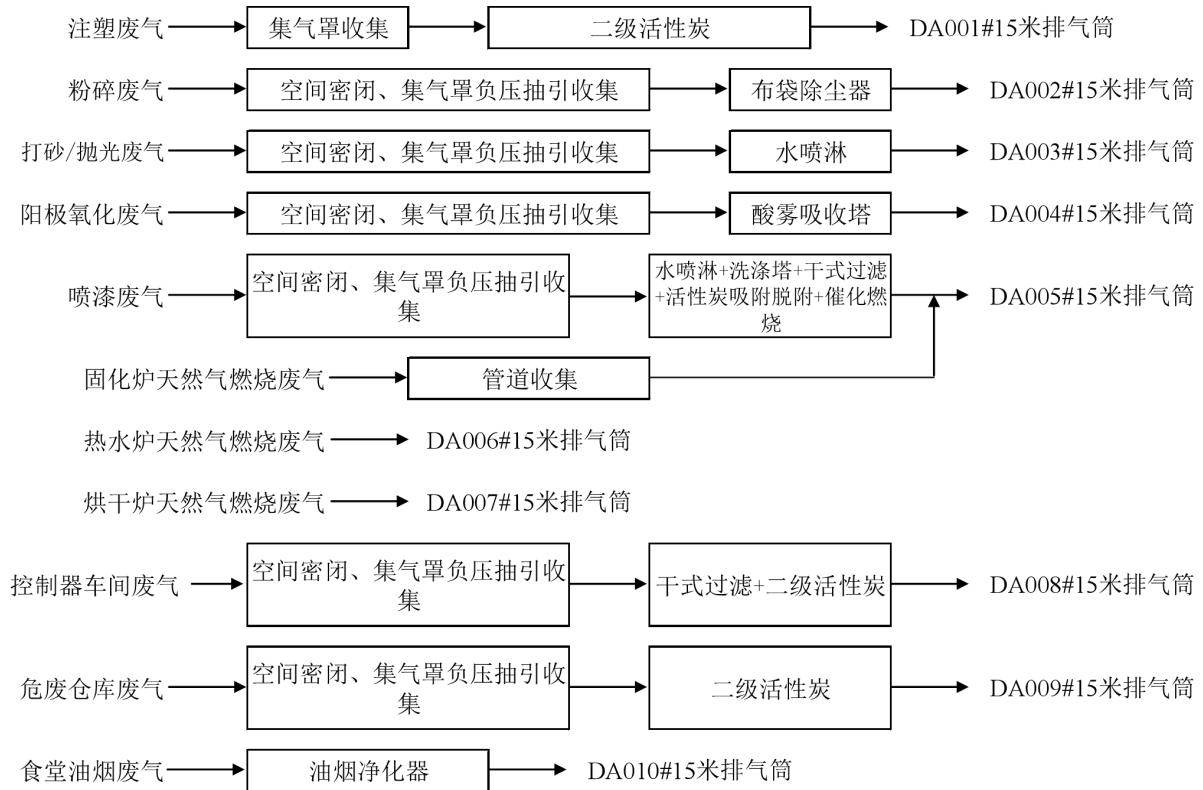 注塑废气 集气罩收集 二级活性炭 DA001#15米排气筒
粉碎废气 空间密闭、集气罩负压抽引收集 布袋除尘器 DA002#15米排气筒
打砂/抛光废气 空间密闭、集气罩负压抽引收集 水喷淋 DA003#15米排气筒
阳极氧化废气 空间密闭、集气罩负压抽引收集 酸雾吸收塔 DA004#15米排气筒
喷漆废气
空间密闭、集气罩负压抽引收
集
水喷淋+洗涤塔+干式过滤
+活性炭吸附脱附+催化燃
烧
DA005#15米排气筒
固化炉天然气燃烧废气 管道收集
热水炉天然气燃烧废气 DA006#15米排气筒
烘干炉天然气燃烧废气 DA007#15米排气筒
控制器车间废气
空间密闭、集气罩负压抽引收
集
干式过滤+二级活性炭
DA008#15米排气筒
危废仓库废气
空间密闭、集气罩负压抽引收
集
二级活性炭
DA009#15米排气筒
食堂油烟废气 油烟净化器 DA010#15米排气筒